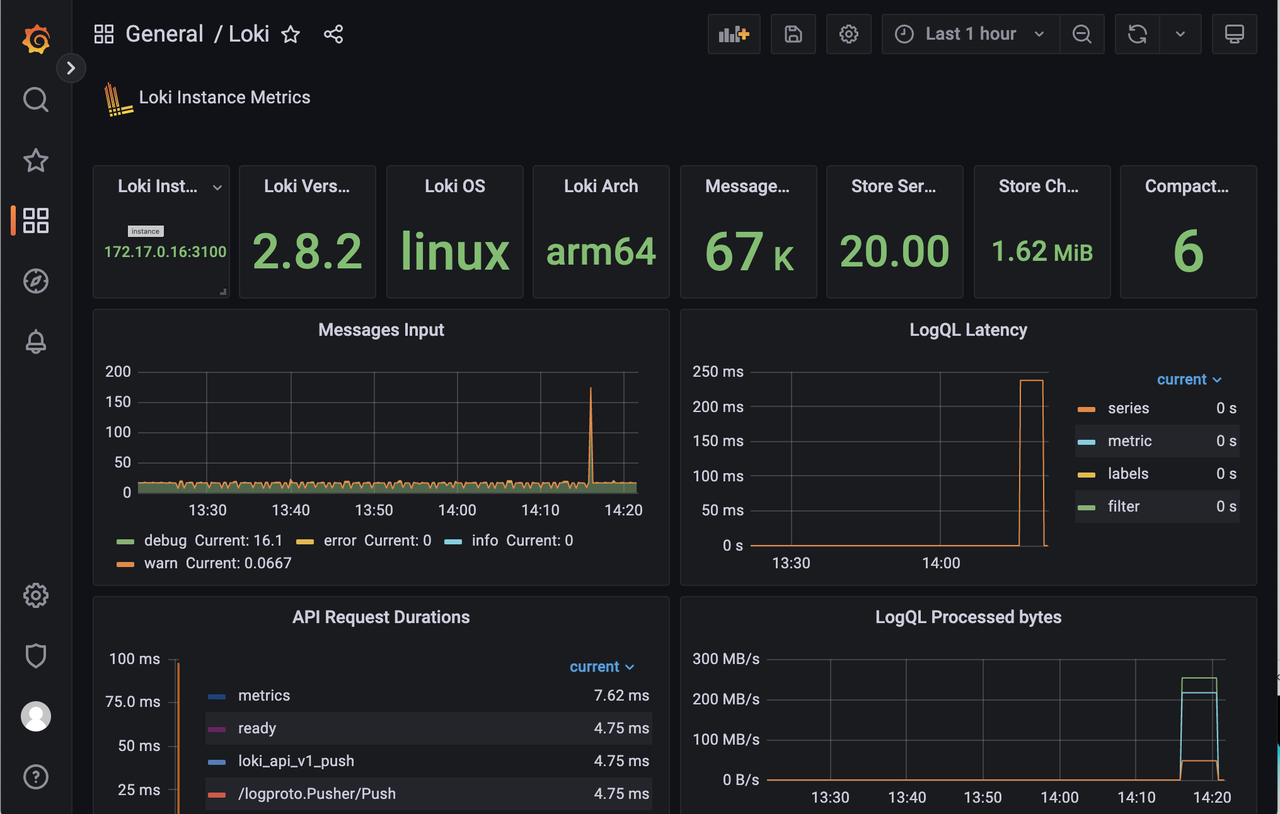 General / Loki
Last 1 hour
Loki Instance Metrics
Loki Inst...
instance
172.17.0.16:3100
Loki Vers...
2.8.2
Loki OS
linux
Loki Arch
arm64
Message...
67 K
Store Ser...
20.00
Store Ch...
1.62 MiB
Compact...
6
Messages Input
200
150
100
50
0
13:30 13:40 13:50 14:00 14:10 14:20
debug Current: 16.1 error Current: 0 info Current: 0
warn Current: 0.0667
LogQL Latency
250 ms
200 ms
150 ms
100 ms
50 ms
0 s
13:30 14:00
current
series 0 s
metric 0 s
labels 0 s
filter 0 s
API Request Durations
100 ms
75.0 ms
50 ms
25 ms
current
metrics 7.62 ms
ready 4.75 ms
loki_api_v1_push 4.75 ms
/logproto.Pusher/Push 4.75 ms
LogQL Processed bytes
300 MB/s
200 MB/s
100 MB/s
0 B/s
13:30 13:40 13:50 14:00 14:10 14:20